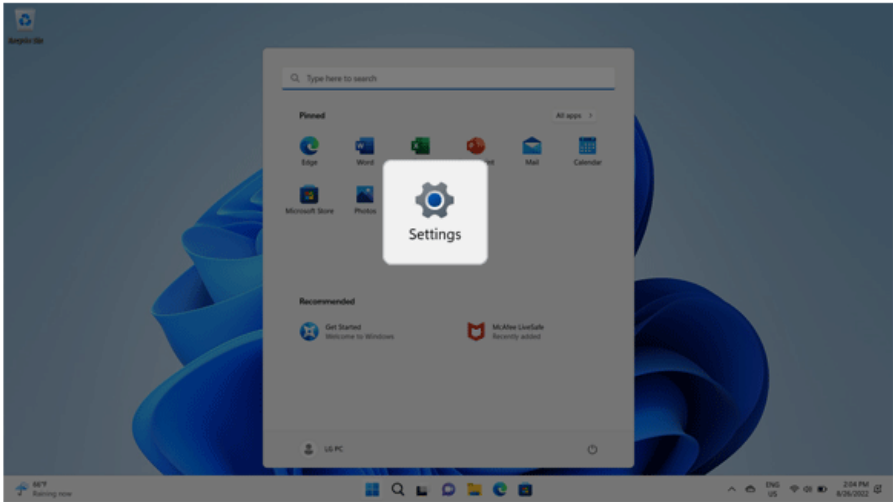 Recycle Bin
Type here to search
Pinned
All apps >
Edge
Word
Mail
Calendar
Microsoft Store
Photos
Settings
Recommended
Get Started
Welcome to Windows
McAfee LiveSafe
Recently added
LG PC
66°F
Raining now
ENG
US
2:04 PM
8/26/2022